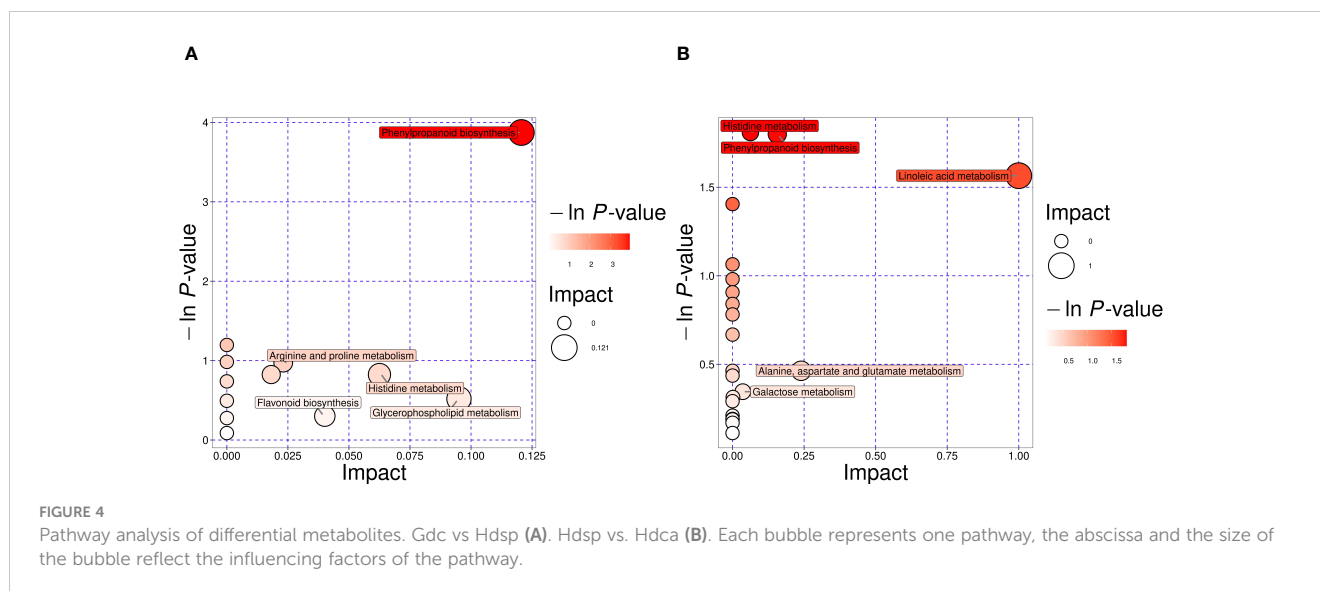 A
B
4
3
2
1
0
Phenylpropanoid biosynthesis
Arginine and proline metabolism
Histidine metabolism
Flavonoid biosynthesis
Glycerophospholipid metabolism
0.000
0.025
0.050
0.075
0.100
0.125
Impact
– ln P-value
– ln P-value
1 2 3
Impact
0
0.121
1.5
1.0
0.5
Histidine metabolism
Phenylpropanoid biosynthesis
Linoleic acid metabolism
Alanine, aspartate and glutamate metabolism
Galactose metabolism
0.00
0.25
0.50
0.75
1.00
Impact
– ln P-value
Impact
0
1
– ln P-value
0.5 1.0 1.5
FIGURE 4
Pathway analysis of differential metabolites. Gdc vs Hdsp (A). Hdsp vs. Hdca (B). Each bubble represents one pathway, the abscissa and the size of
the bubble reflect the influencing factors of the pathway.